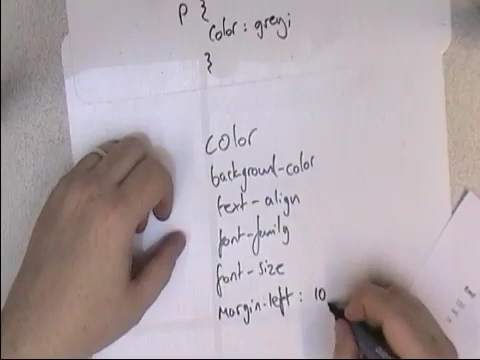 p {
color: grey;
}
color
background-color
text-align
font-family
font-size
margin-left: 10